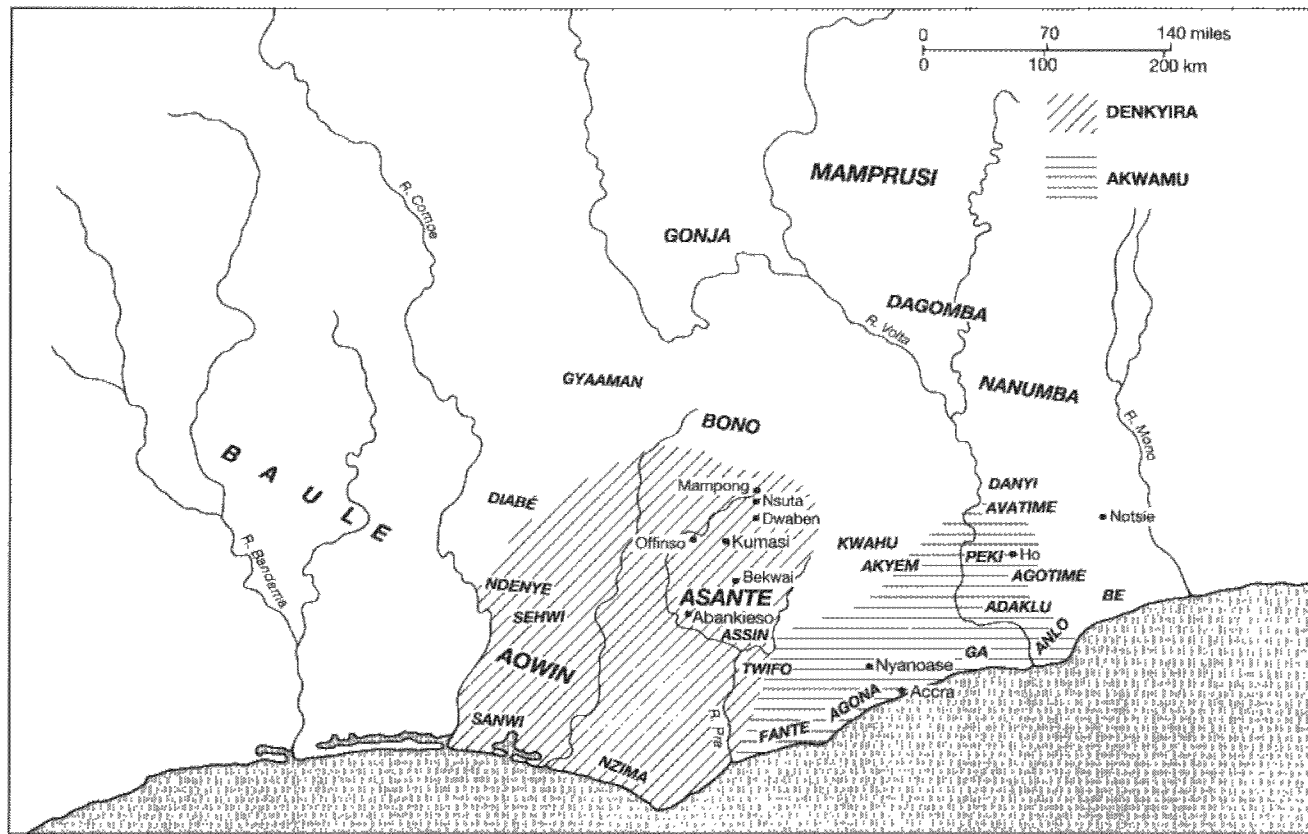 0 70 140 miles
0 100 200 km
DENKYIRA
AKWAMU
MAMPRUSI
R. Comoe
GONJA
DAGOMBA
R. Volta
GYAAMAN
NANUMBA
BONO
R. Mono
BAULE
DIABÉ
Mampong
Nsuta
Dwaben
DANYI
AVATIME
Notsie
Offinso
Kumasi
KWAHU
PEKI
Ho
AKYEM
R. Bandama
NDENYE
Bekwai
AGOTIME
SEHWI
ASANTE
ADAKLU
BE
Abankieso
ASSIN
ANLO
AOWIN
TWIFO
Nyanoase
GA
SANWI
R. Pra
FANTE
AGONA
Accra
NZIMA